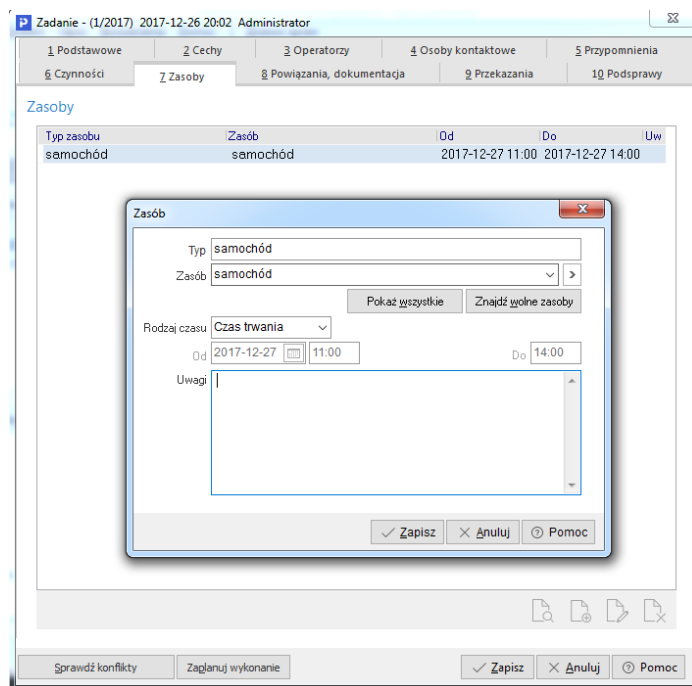 Zadanie - (1/2017) 2017-12-26 20:02 Administrator
1 Podstawowe 2 Cechy 3 Operatorzy 4 Osoby kontaktowe 5 Przypomnienia
6 Czynności 7 Zasoby 8 Powiązania, dokumentacja 9 Przekazania 10 Podsprawy
Zasoby
Typ zasobu Zasób Od Do Uw
samochód samochód 2017-12-27 11:00 2017-12-27 14:00
Zasób
Typ samochód
Zasób samochód
Pokaż wszystkie Znajdź wolne zasoby
Rodzaj czasu Czas trwania
Od 2017-12-27 11:00 Do 14:00
Uwagi
Zapisz Anuluj Pomoc
Sprawdź konflikty Zaplanuj wykonanie Zapisz Anuluj Pomoc